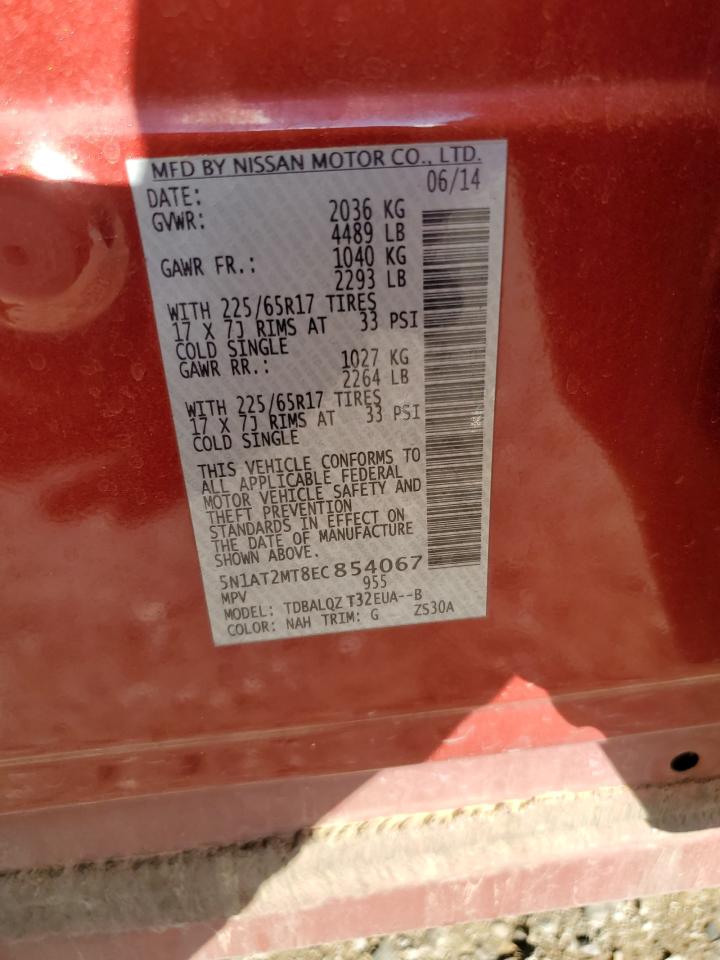 MFD BY NISSAN MOTOR CO., LTD.
DATE: 06/14
GVWR: 2036 KG
4489 LB
GAWR FR.: 1040 KG
2293 LB
WITH 225/65R17 TIRES
17 X 7J RIMS AT 33 PSI
COLD SINGLE
GAWR RR.: 1027 KG
2264 LB
WITH 225/65R17 TIRES
17 X 7J RIMS AT 33 PSI
COLD SINGLE
THIS VEHICLE CONFORMS TO
ALL APPLICABLE FEDERAL
MOTOR VEHICLE SAFETY AND
THEFT PREVENTION
STANDARDS IN EFFECT ON
THE DATE OF MANUFACTURE
SHOWN ABOVE.
5N1AT2MT8EC854067
MPV 955
MODEL: TDBALQZ T32EUA--B
COLOR: NAH TRIM: G ZS30A